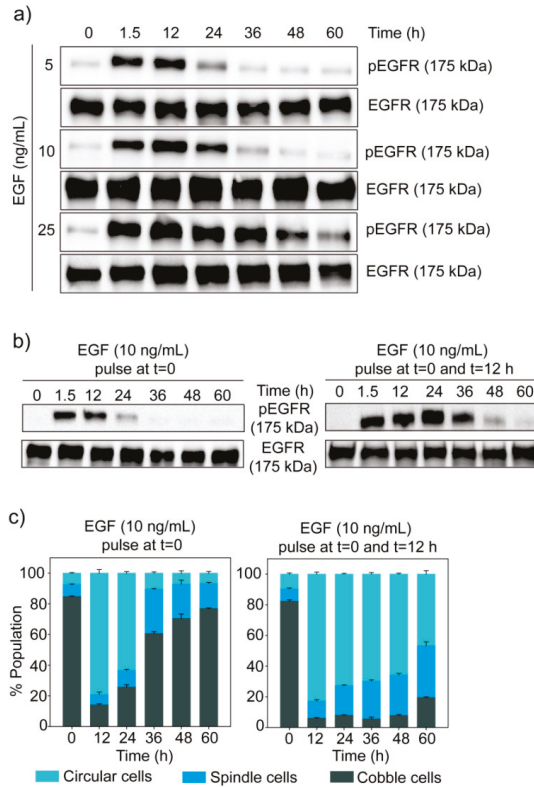 a)
0 1.5 12 24 36 48 60 Time (h)
EGF (ng/mL)
5 pEGFR (175 kDa)
EGFR (175 kDa)
10 pEGFR (175 kDa)
EGFR (175 kDa)
25 pEGFR (175 kDa)
EGFR (175 kDa)
b)
EGF (10 ng/mL)
pulse at t=0
0 1.5 12 24 36 48 60
Time (h)
pEGFR
(175 kDa)
EGFR
(175 kDa)
EGF (10 ng/mL)
pulse at t=0 and t=12 h
0 1.5 12 24 36 48 60
c)
EGF (10 ng/mL)
pulse at t=0
% Population
100
80
60
40
20
0
0 12 24 36 48 60
Time (h)
EGF (10 ng/mL)
pulse at t=0 and t=12 h
100
80
60
40
20
0
0 12 24 36 48 60
Time (h)
Circular cells Spindle cells Cobble cells